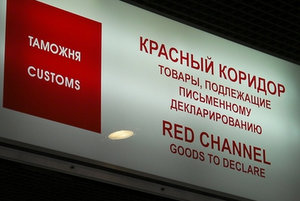 ТАМОЖНЯ
CUSTOMS
КРАСНЫЙ КОРИДОР
ТОВАРЫ, ПОДЛЕЖАЩИЕ
ПИСЬМЕННОМУ
ДЕКЛАРИРОВАНИЮ
RED CHANNEL
GOODS TO DECLARE